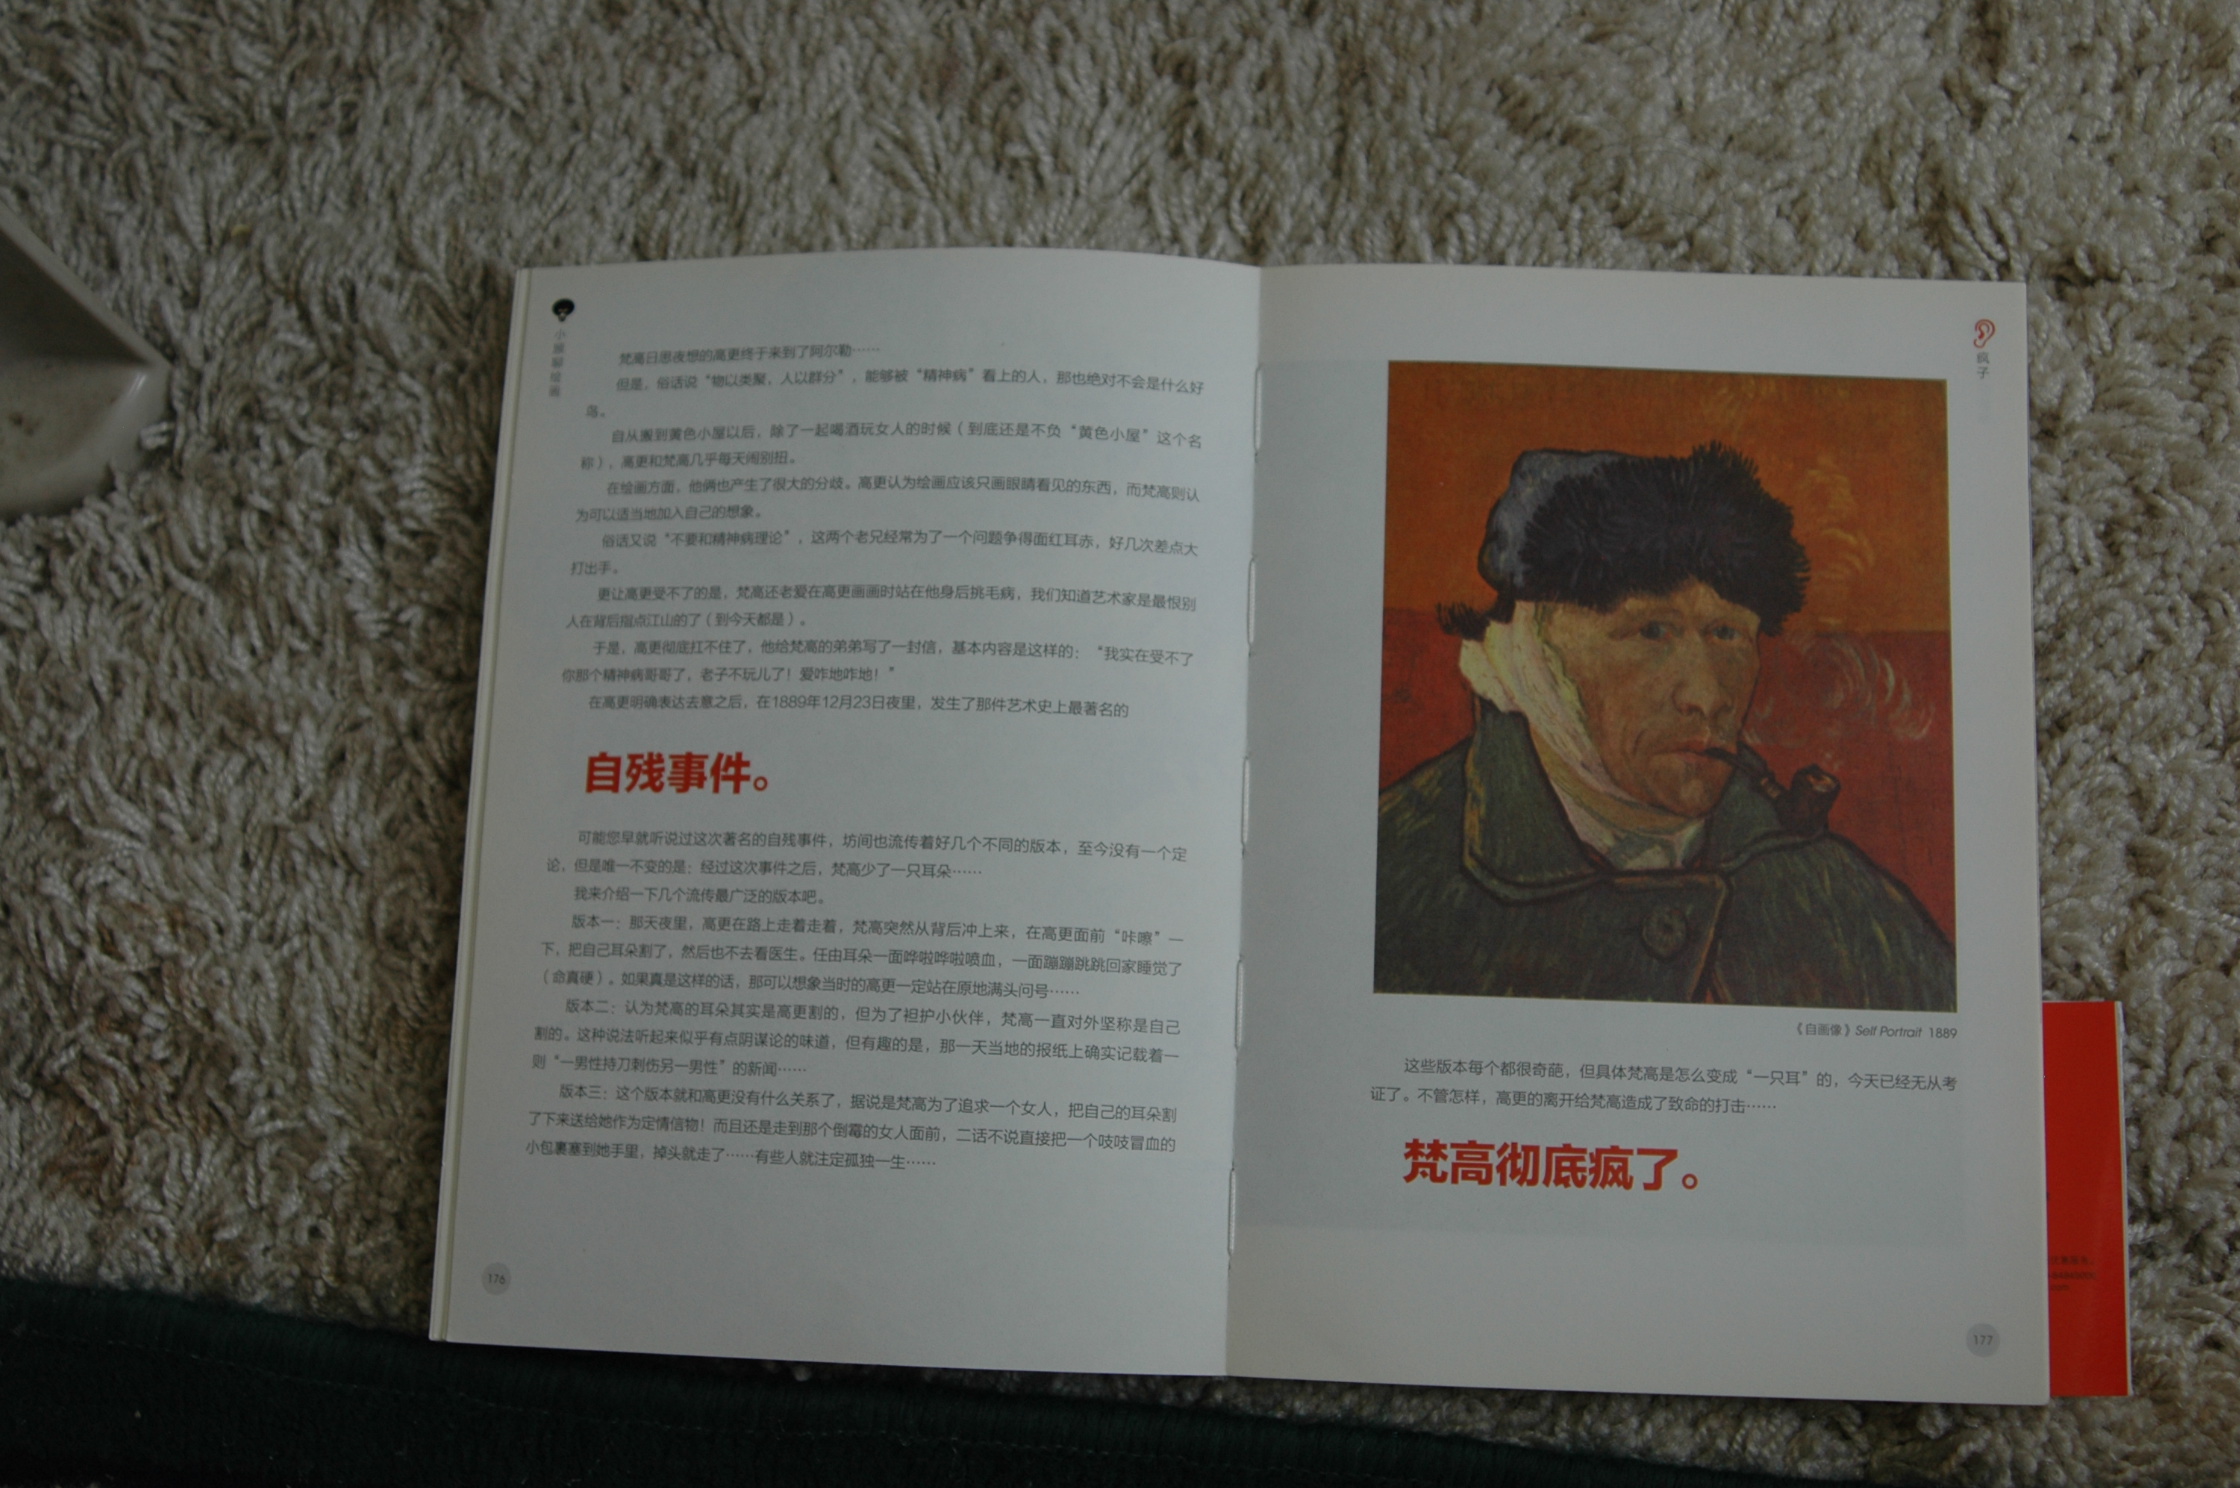 小顾聊绘画
梵高日思夜想的高更终于来到了阿尔勒……
但是，俗话说“物以类聚，人以群分”，能够被“精神病”看上的人，那也绝对不会是什么好
鸟。
自从搬到黄色小屋以后，除了一起喝酒玩女人的时候（到底还是不负“黄色小屋”这个名
称），高更和梵高几乎每天闹别扭。
在绘画方面，他俩也产生了很大的分歧。高更认为绘画应该只画眼睛看见的东西，而梵高则认
为可以适当地加入自己的想象。
俗话又说“不要和精神病理论”，这两个老兄经常为了一个问题争得面红耳赤，好几次差点大
打出手。
更让高更受不了的是，梵高还老爱在高更画画时站在他身后挑毛病，我们知道艺术家是最恨别
人在背后指点江山的了（到今天都是）。
于是，高更彻底扛不住了，他给梵高的弟弟写了一封信，基本内容是这样的：“我实在受不了
你那个精神病哥哥了，老子不玩儿了！爱咋地咋地！”
在高更明确表达去意之后，在1889年12月23日夜里，发生了那件艺术史上最著名的
自残事件。
可能您早就听说过这次著名的自残事件，坊间也流传着好几个不同的版本，至今没有一个定
论，但是唯一不变的是：经过这次事件之后，梵高少了一只耳朵……
我来介绍一下几个流传最广泛的版本吧。
版本一：那天夜里，高更在路上走着走着，梵高突然从背后冲上来，在高更面前“咔嚓”一
下，把自己耳朵割了，然后也不去看医生。任由耳朵一面哗啦哗啦喷血，一面蹦蹦跳跳回家睡觉了
（命真硬）。如果真是这样的话，那可以想象当时的高更一定站在原地满头问号……
版本二：认为梵高的耳朵其实是高更割的，但为了袒护小伙伴，梵高一直对外坚称是自己
割的。这种说法听起来似乎有点阴谋论的味道，但有趣的是，那一天当地的报纸上确实记载着一
则“一男性持刀刺伤另一男性”的新闻……
版本三：这个版本就和高更没有什么关系了，据说是梵高为了追求一个女人，把自己的耳朵割
了下来送给她作为定情信物！而且还是走到那个倒霉的女人面前，二话不说直接把一个吱吱冒血的
小包裹塞到她手里，掉头就走了……有些人就注定孤独一生……
176
疯子
《自画像》Self Portrait 1889
这些版本每个都很奇葩，但具体梵高是怎么变成“一只耳”的，今天已经无从考
证了。不管怎样，高更的离开给梵高造成了致命的打击……
梵高彻底疯了。
177